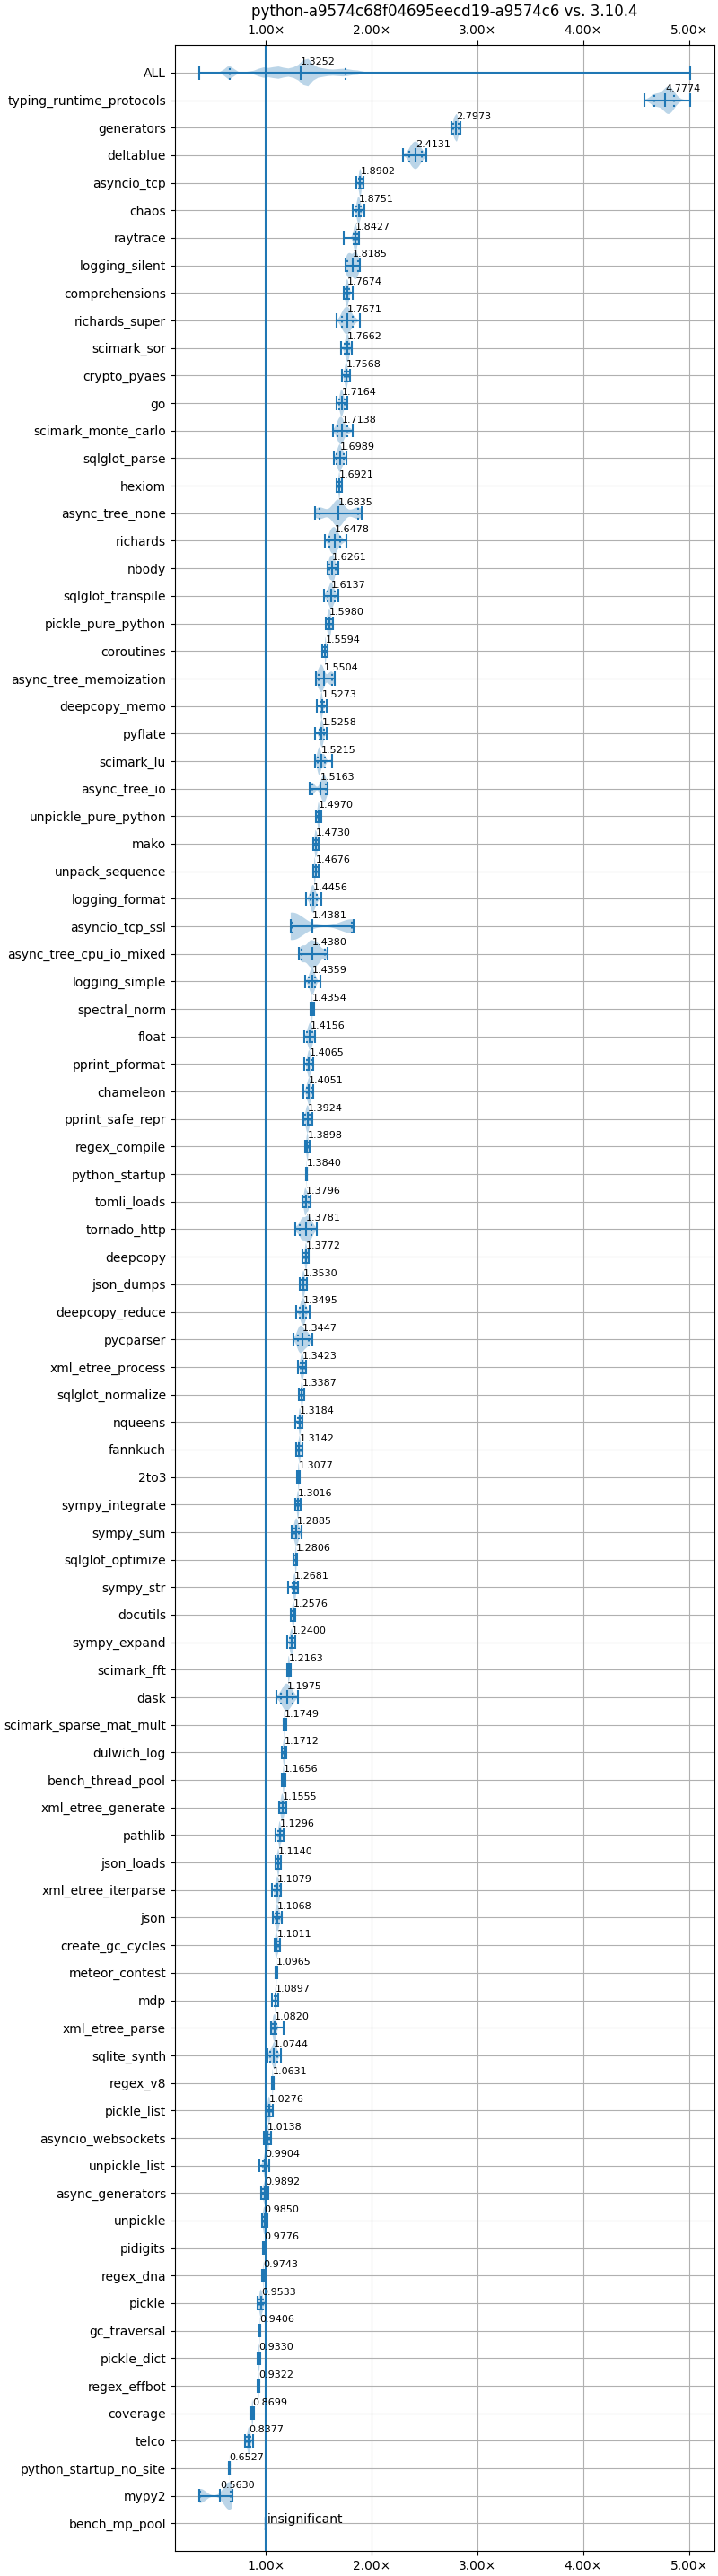 python-a9574c68f04695eecd19-a9574c6 vs. 3.10.4
1.00× 2.00× 3.00× 4.00× 5.00×
ALL 1.3252
typing_runtime_protocols 4.7774
generators 2.7973
deltablue 2.4131
asyncio_tcp 1.8902
chaos 1.8751
raytrace 1.8427
logging_silent 1.8185
comprehensions 1.7674
richards_super 1.7671
scimark_sor 1.7662
crypto_pyaes 1.7568
go 1.7164
scimark_monte_carlo 1.7138
sqlglot_parse 1.6989
hexiom 1.6921
async_tree_none 1.6835
richards 1.6478
nbody 1.6261
sqlglot_transpile 1.6137
pickle_pure_python 1.5980
coroutines 1.5594
async_tree_memoization 1.5504
deepcopy_memo 1.5273
pyflate 1.5258
scimark_lu 1.5215
async_tree_io 1.5163
unpickle_pure_python 1.4970
mako 1.4730
unpack_sequence 1.4676
logging_format 1.4456
asyncio_tcp_ssl 1.4381
async_tree_cpu_io_mixed 1.4380
logging_simple 1.4359
spectral_norm 1.4354
float 1.4156
pprint_pformat 1.4065
chameleon 1.4051
pprint_safe_repr 1.3924
regex_compile 1.3898
python_startup 1.3840
tomli_loads 1.3796
tornado_http 1.3781
deepcopy 1.3772
json_dumps 1.3530
deepcopy_reduce 1.3495
pycparser 1.3447
xml_etree_process 1.3423
sqlglot_normalize 1.3387
nqueens 1.3184
fannkuch 1.3142
2to3 1.3077
sympy_integrate 1.3016
sympy_sum 1.2885
sqlglot_optimize 1.2806
sympy_str 1.2681
docutils 1.2576
sympy_expand 1.2400
scimark_fft 1.2163
dask 1.1975
scimark_sparse_mat_mult 1.1749
dulwich_log 1.1712
bench_thread_pool 1.1656
xml_etree_generate 1.1555
pathlib 1.1296
json_loads 1.1140
xml_etree_iterparse 1.1079
json 1.1068
create_gc_cycles 1.1011
meteor_contest 1.0965
mdp 1.0897
xml_etree_parse 1.0820
sqlite_synth 1.0744
regex_v8 1.0631
pickle_list 1.0276
asyncio_websockets 1.0138
unpickle_list 0.9904
async_generators 0.9892
unpickle 0.9850
pidigits 0.9776
regex_dna 0.9743
pickle 0.9533
gc_traversal 0.9406
pickle_dict 0.9330
regex_effbot 0.9322
coverage 0.8699
telco 0.8377
python_startup_no_site 0.6527
mypy2 0.5630
bench_mp_pool insignificant
1.00× 2.00× 3.00× 4.00× 5.00×